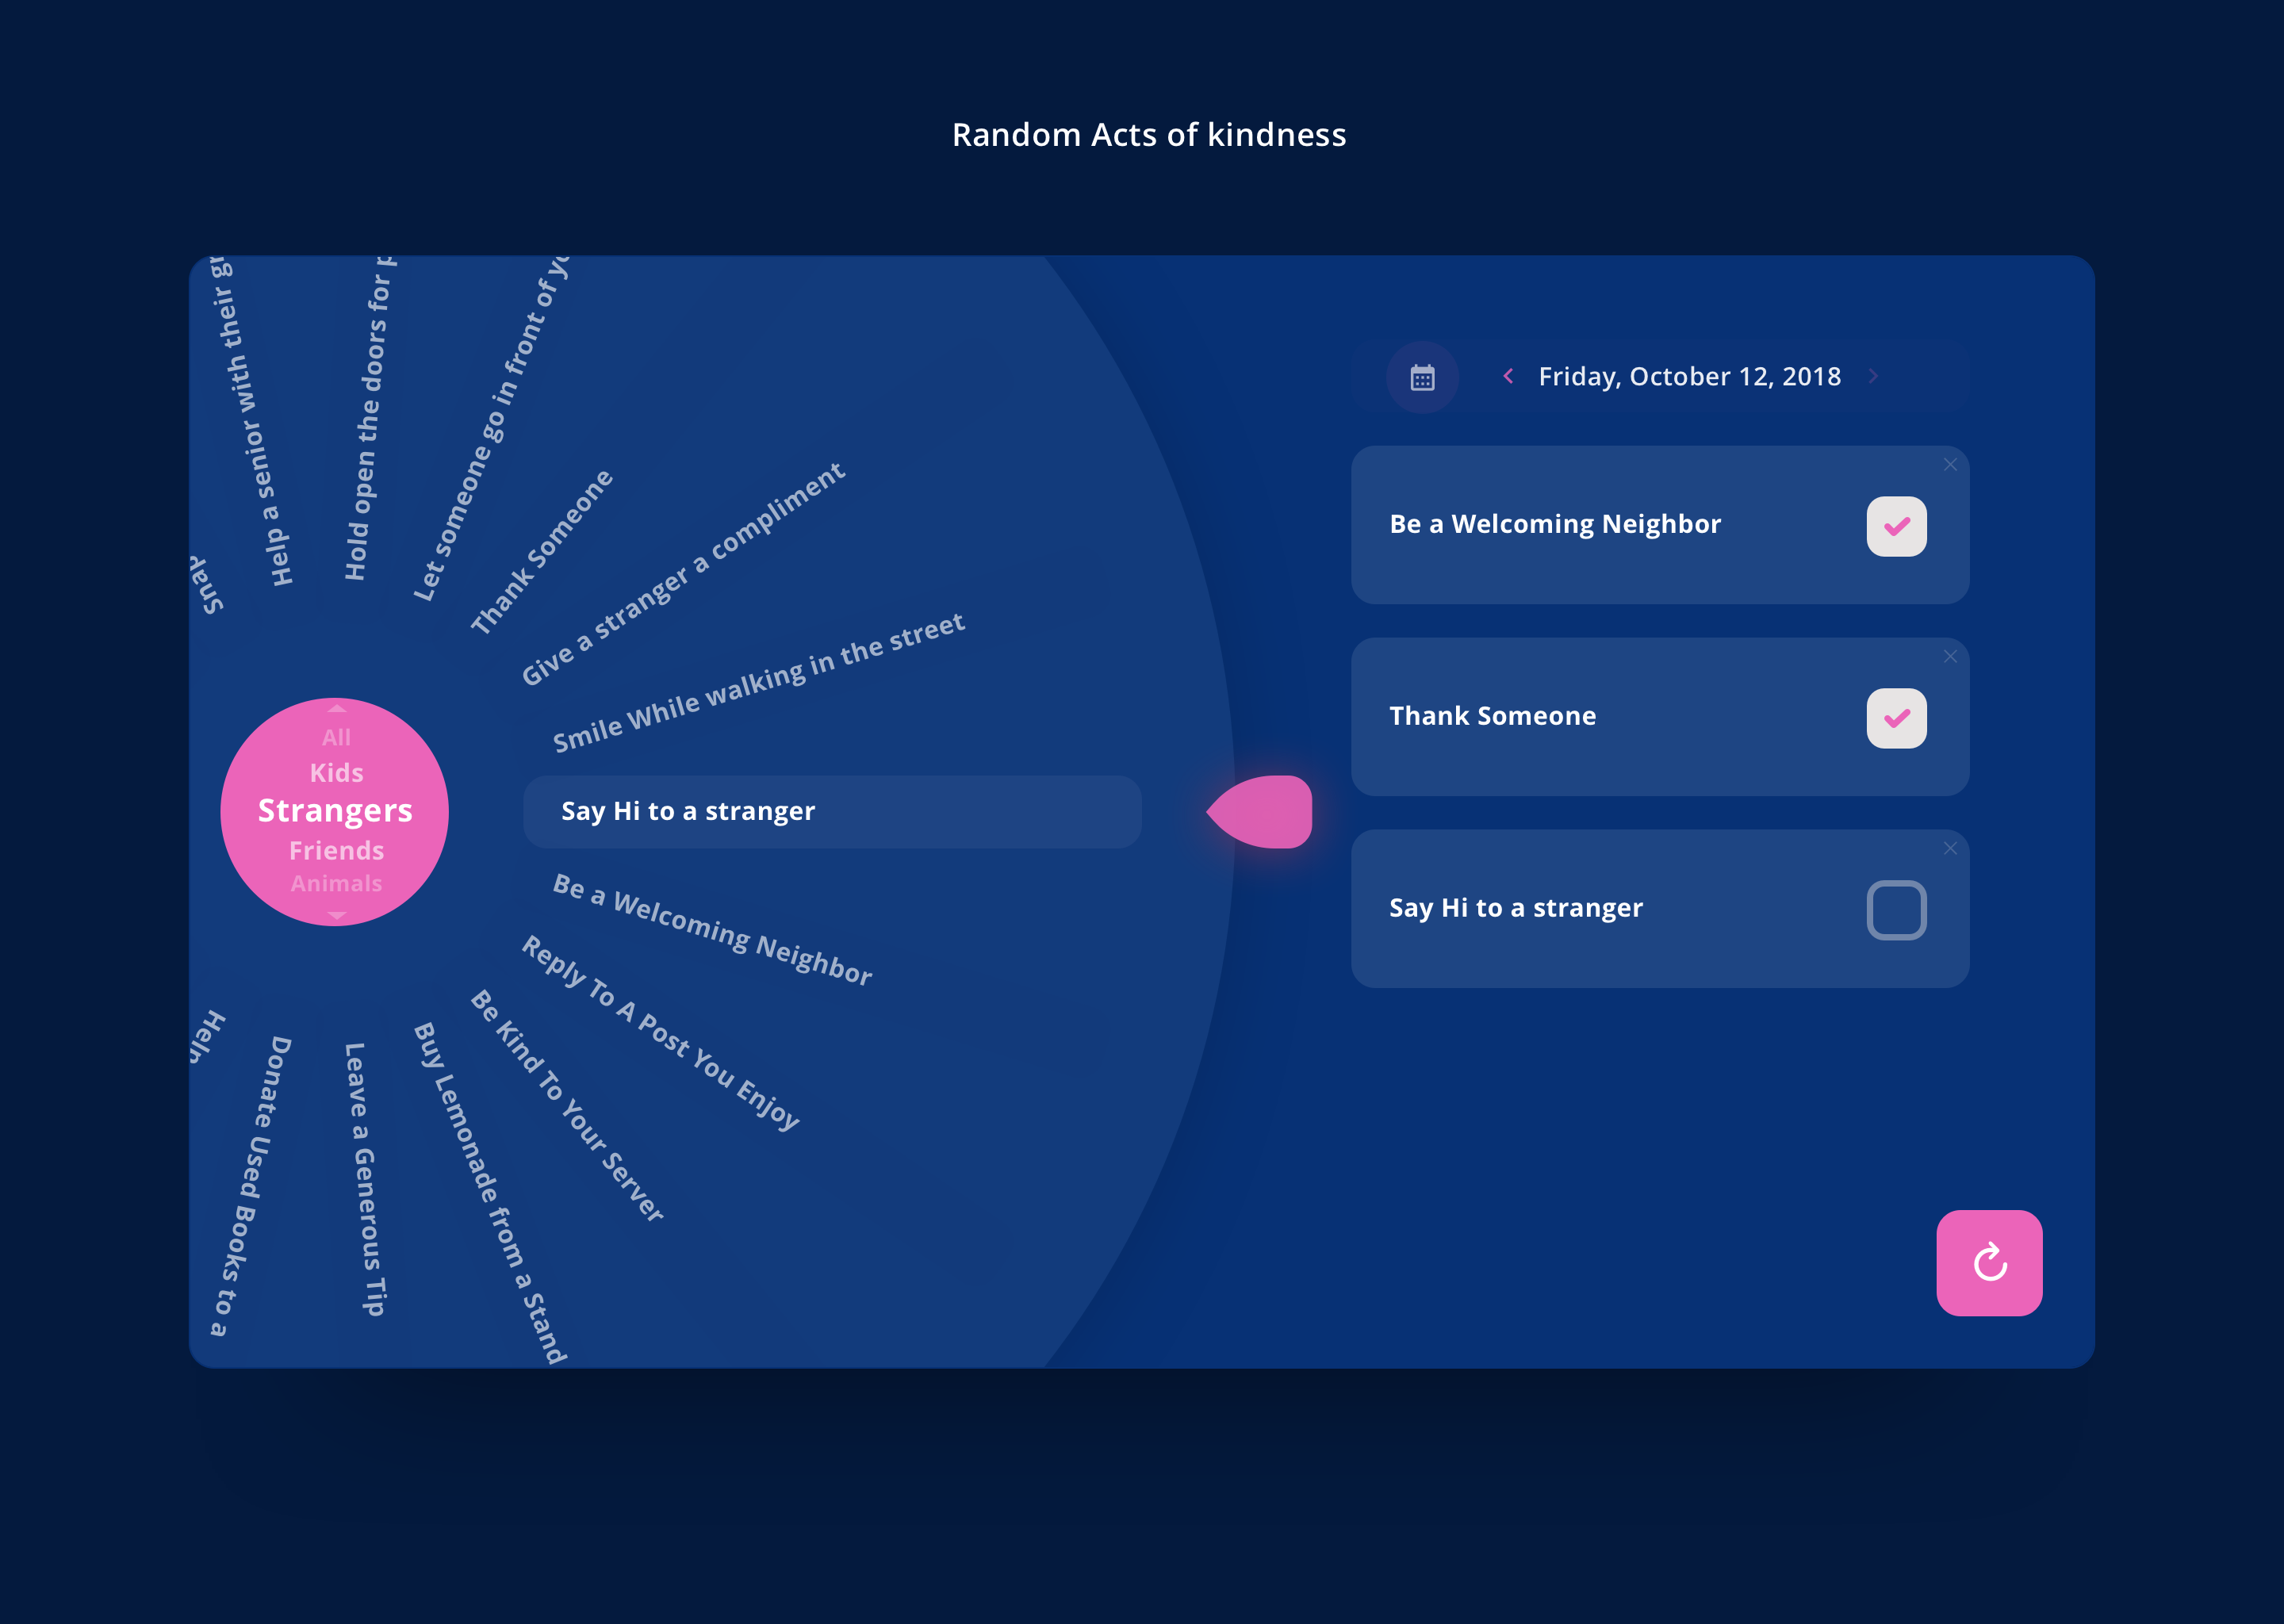 Random Acts of kindness
Snap
Help a senior with their
Hold open the doors for
Let someone go in front of
Thank Someone
Give a stranger a compliment
Smile While walking in the street
Say Hi to a stranger
Be a Welcoming Neighbor
Reply To A Post You Enjoy
Be Kind To Your Server
Buy Lemonade from a Stand
Leave a Generous Tip
Donate Used Books to a
Help
All
Kids
Strangers
Friends
Animals
Friday, October 12, 2018
Be a Welcoming Neighbor
Thank Someone
Say Hi to a stranger